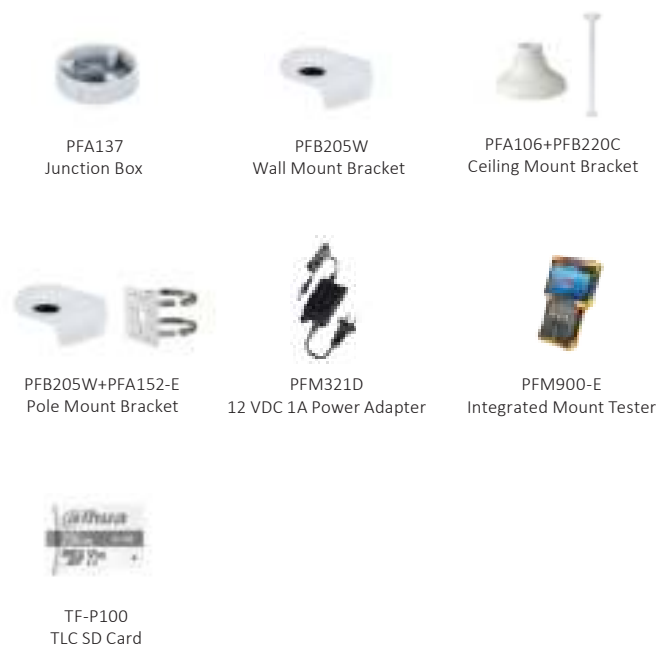 PFA137
Junction Box
PFB205W
Wall Mount Bracket
PFA106+PFB220C
Ceiling Mount Bracket
PFB205W+PFA152-E
Pole Mount Bracket
PFM321D
12 VDC 1A Power Adapter
PFM900-E
Integrated Mount Tester
alhua
TF-P100
TLC SD Card